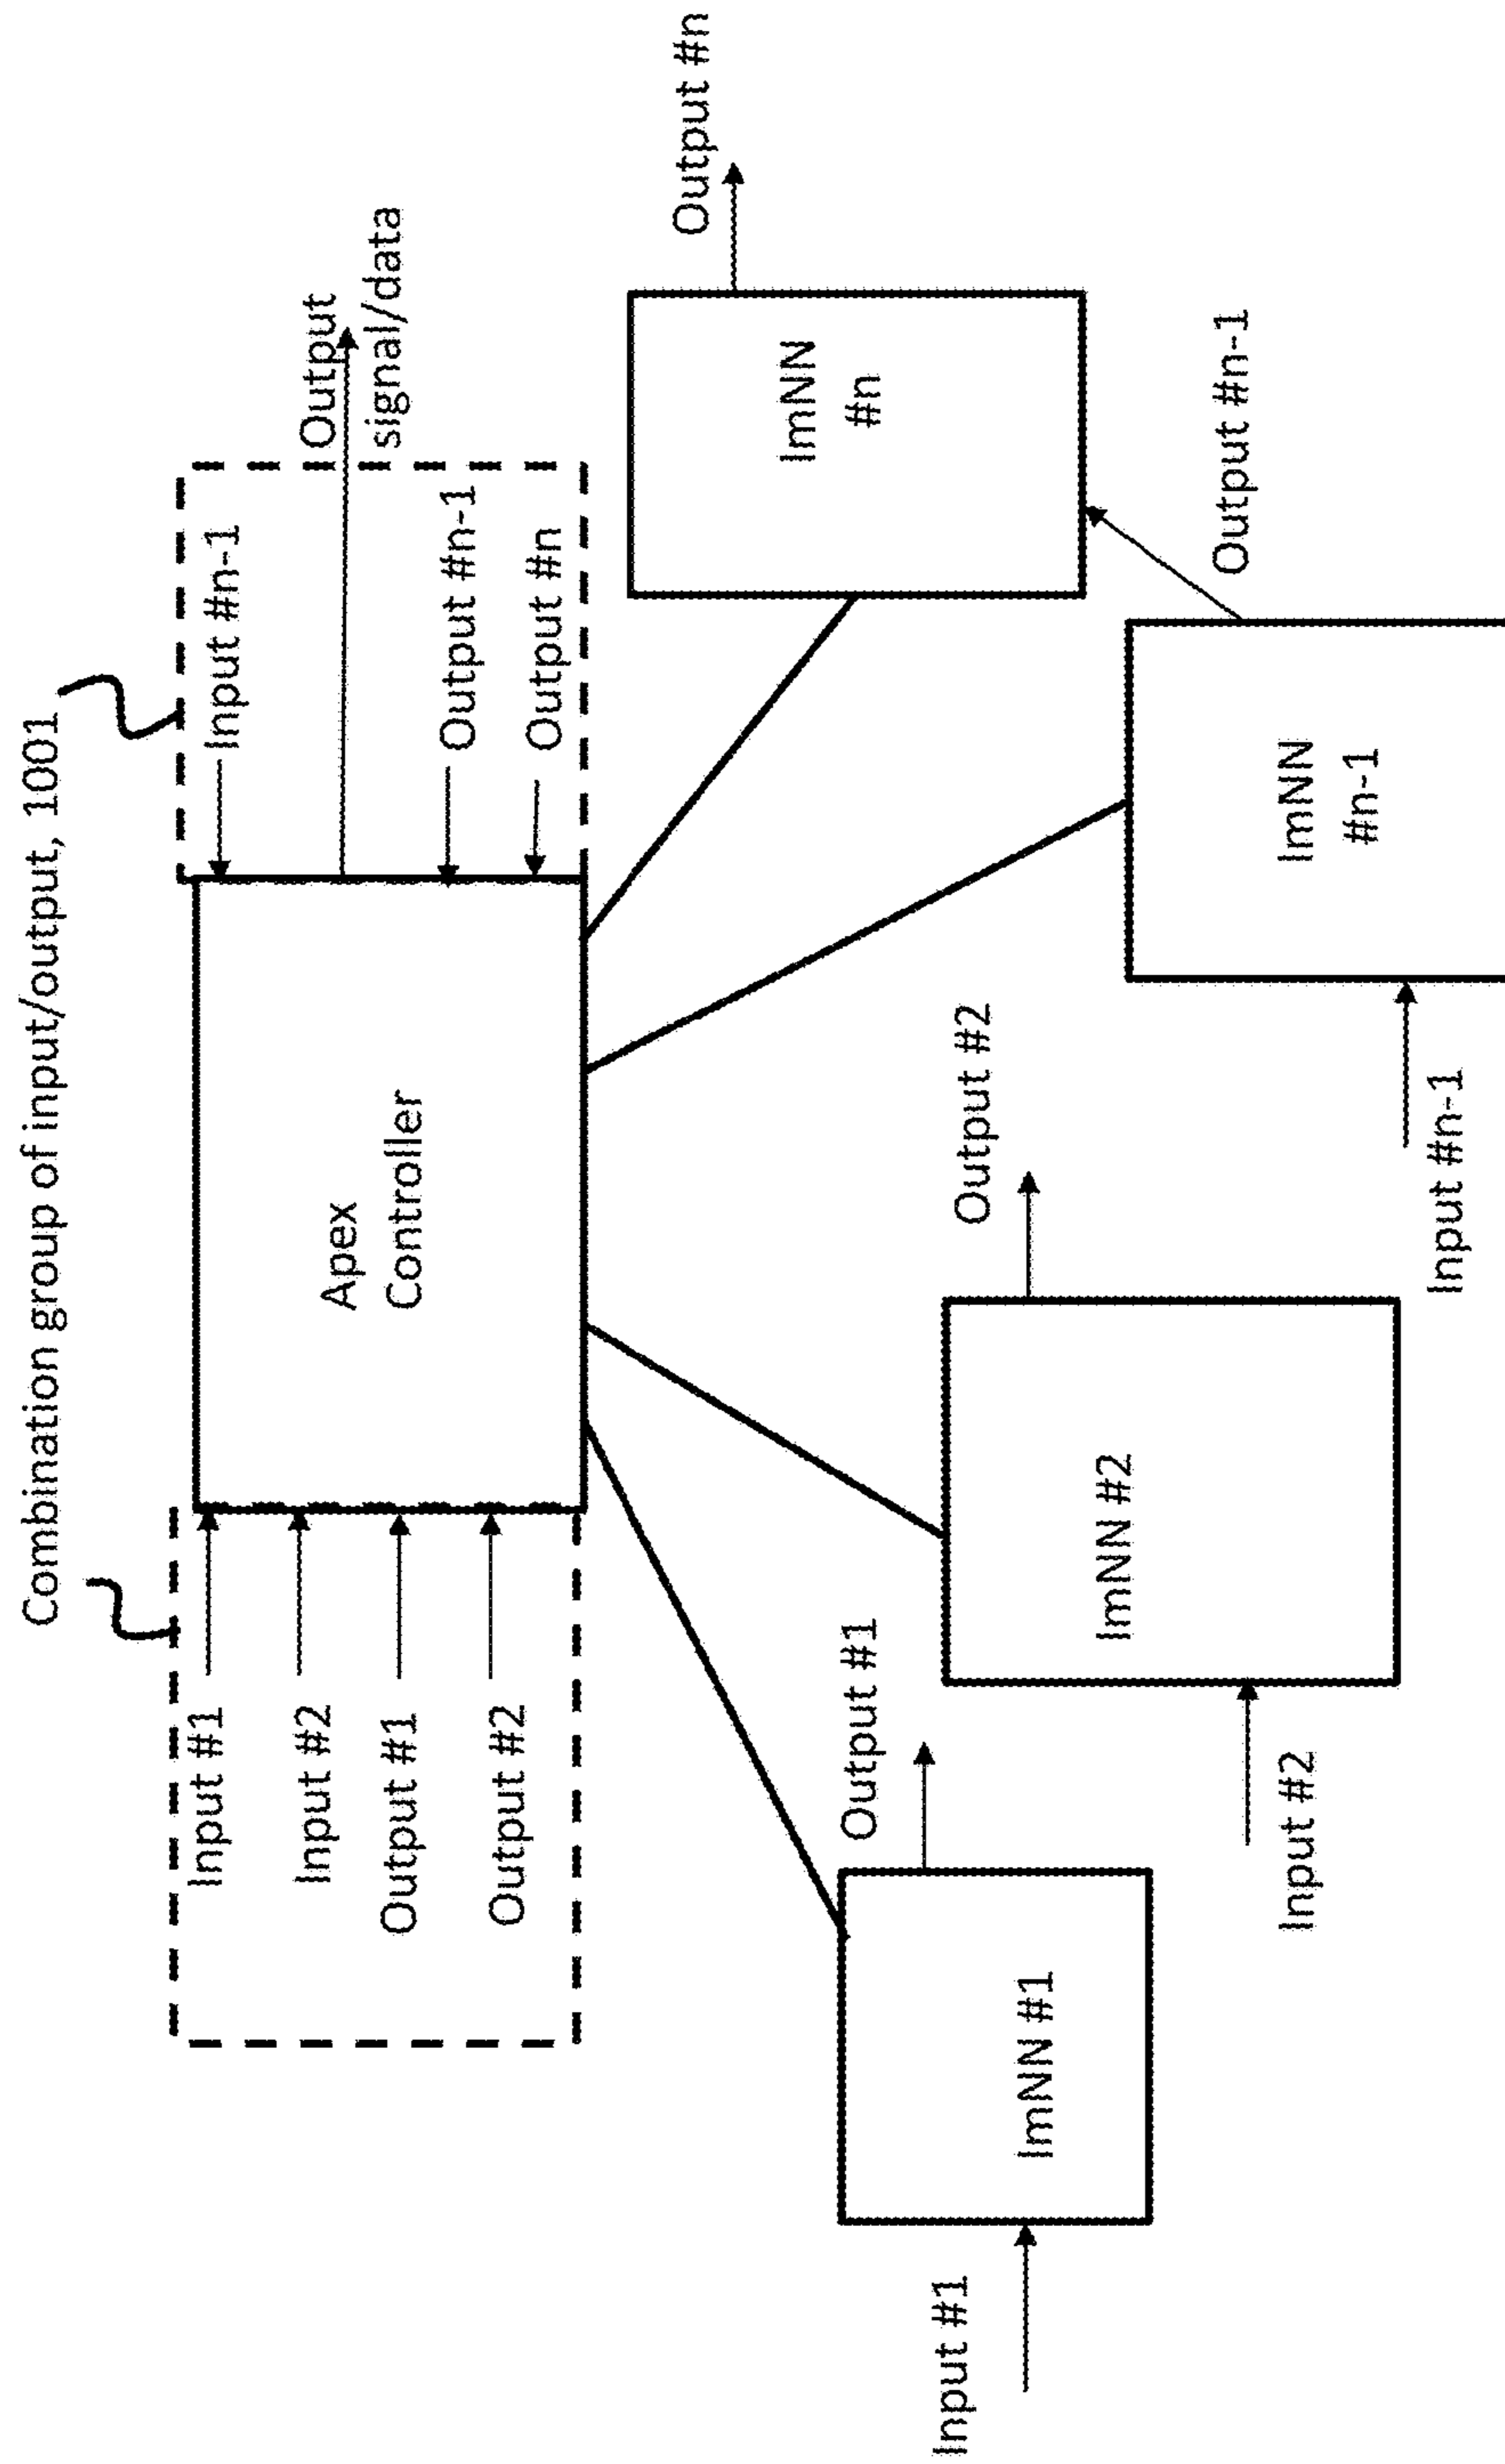 Combination group of input/output, 1001
Input #1
Input #2
Output #1
Output #2
Apex
Controller
Input #n-1
Output
signal/data
Output #n-1
Output #n
Input #1
ImNN #1
Output #1
Input #2
ImNN #2
Output #2
Input #n-1
ImNN
#n-1
Output #n-1
ImNN
#n
Output #n